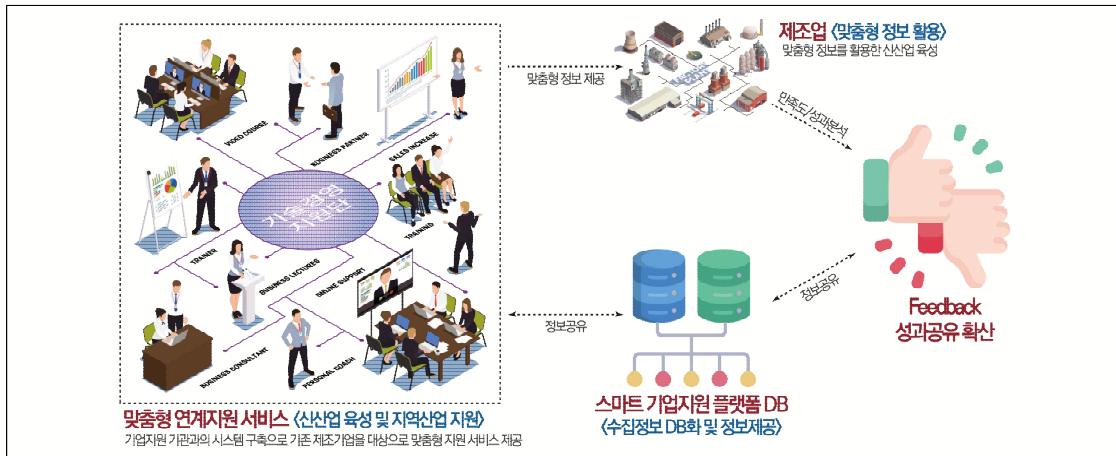 제조업 <맞춤형 정보 활용>
맞춤형 정보를 활용한 신산업 육성
맞춤형 정보 제공
만족도/성과분석
VIDEO COURSE
BUSINESS PARTNER
SALES INCREASE
기술경영
지원단
TRAINING
TRAINER
BUSINESS LECTURES
ONLINE SUPPORT
BUSINESS CONSULTANT
PERSONAL COACH
정보공유
정보공유
Feedback
성과공유 확산
맞춤형 연계지원 서비스 <신산업 육성 및 지역산업 지원>
기업지원 기관과의 시스템 구축으로 기존 제조기업을 대상으로 맞춤형 지원 서비스 제공
스마트 기업지원 플랫폼 DB
<수집정보 DB화 및 정보제공>